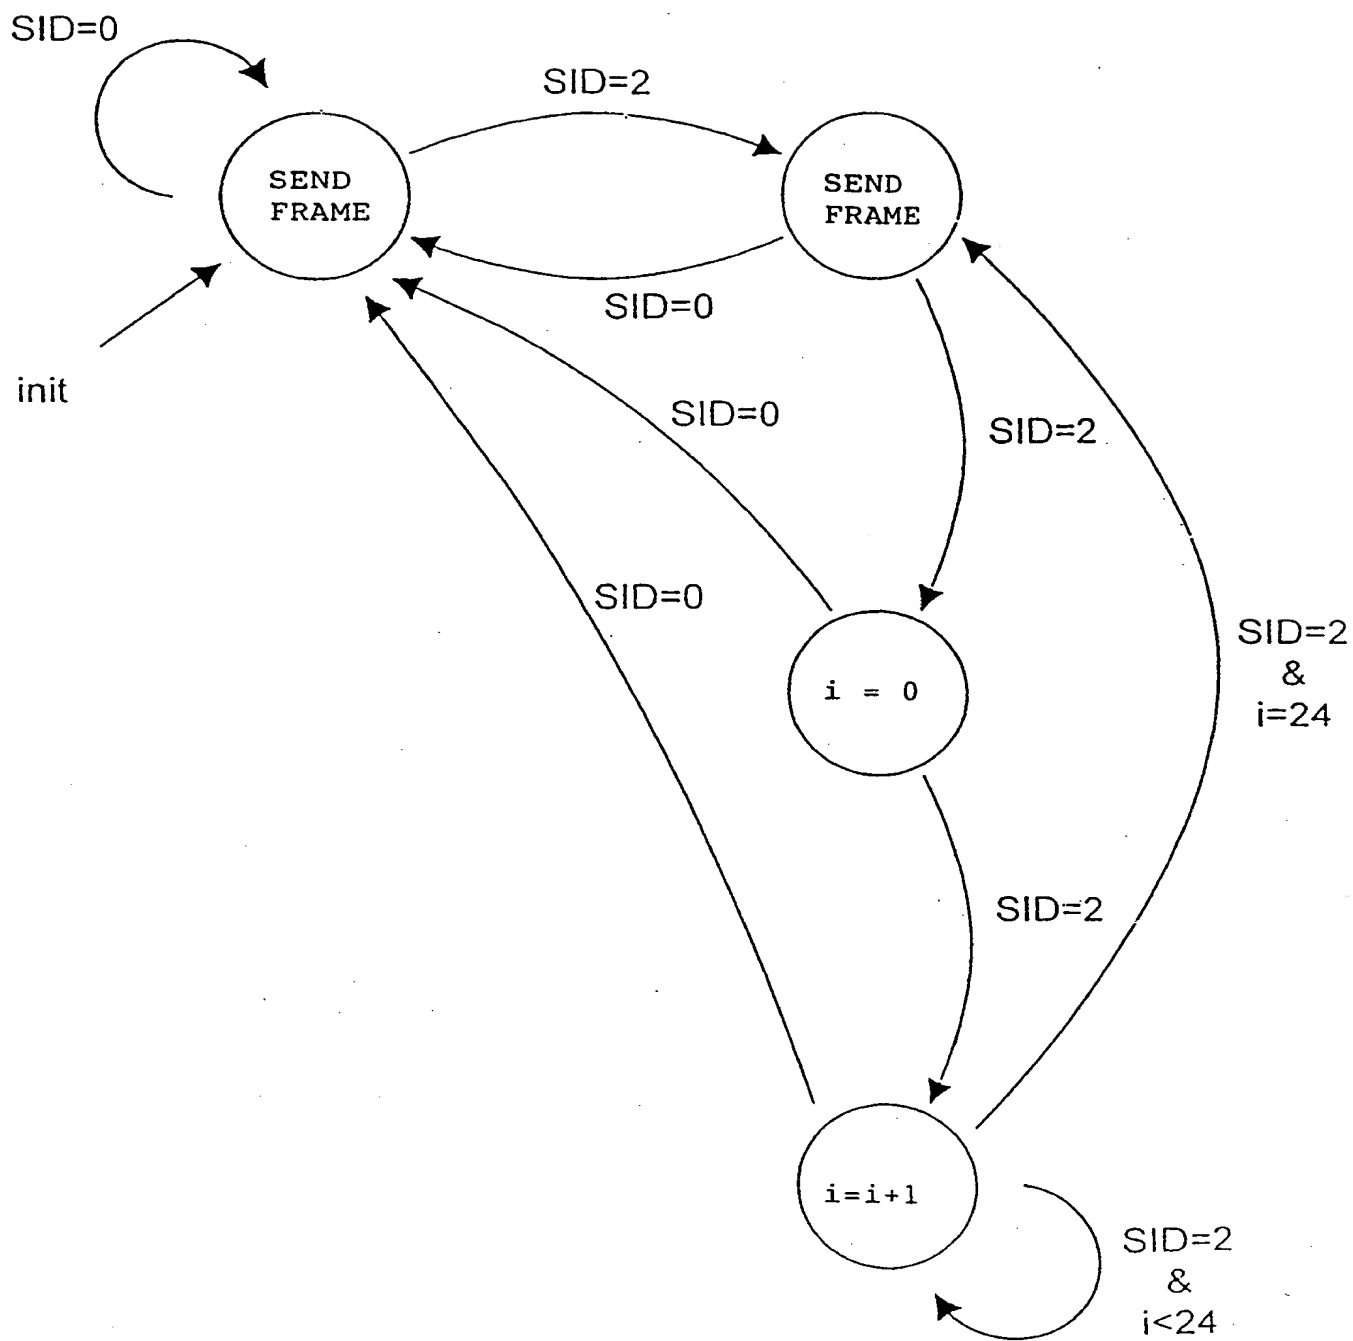 SID=0
SID=2
SEND
FRAME
SEND
FRAME
SID=0
init
SID=0
SID=2
SID=0
SID=2
&
i=24
i = 0
SID=2
i=i+1
SID=2
&
i<24